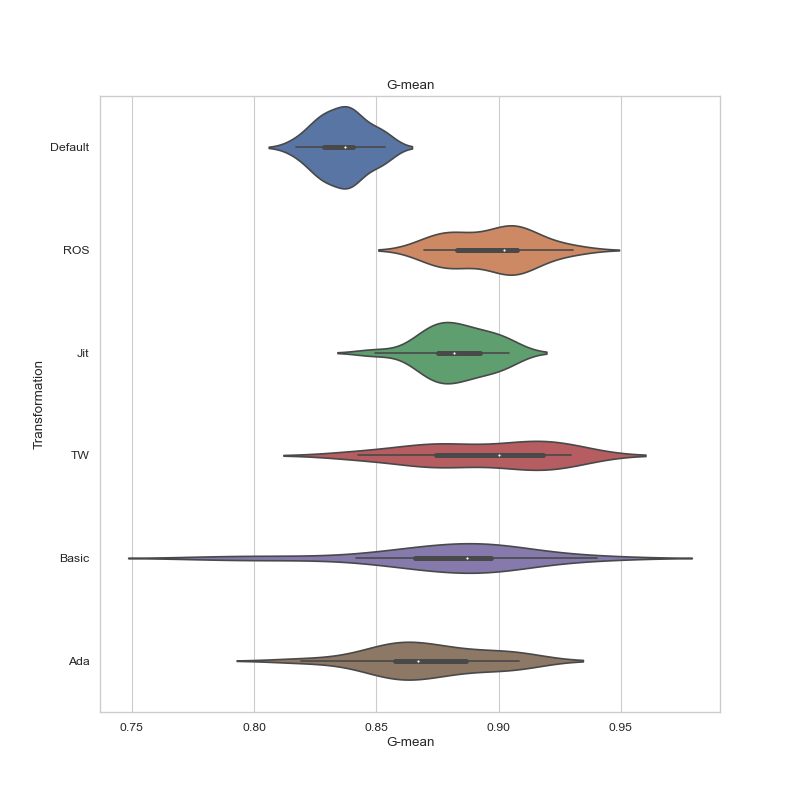 G-mean
Default
ROS
Jit
TW
Basic
Ada
Transformation
0.75 0.80 0.85 0.90 0.95
G-mean